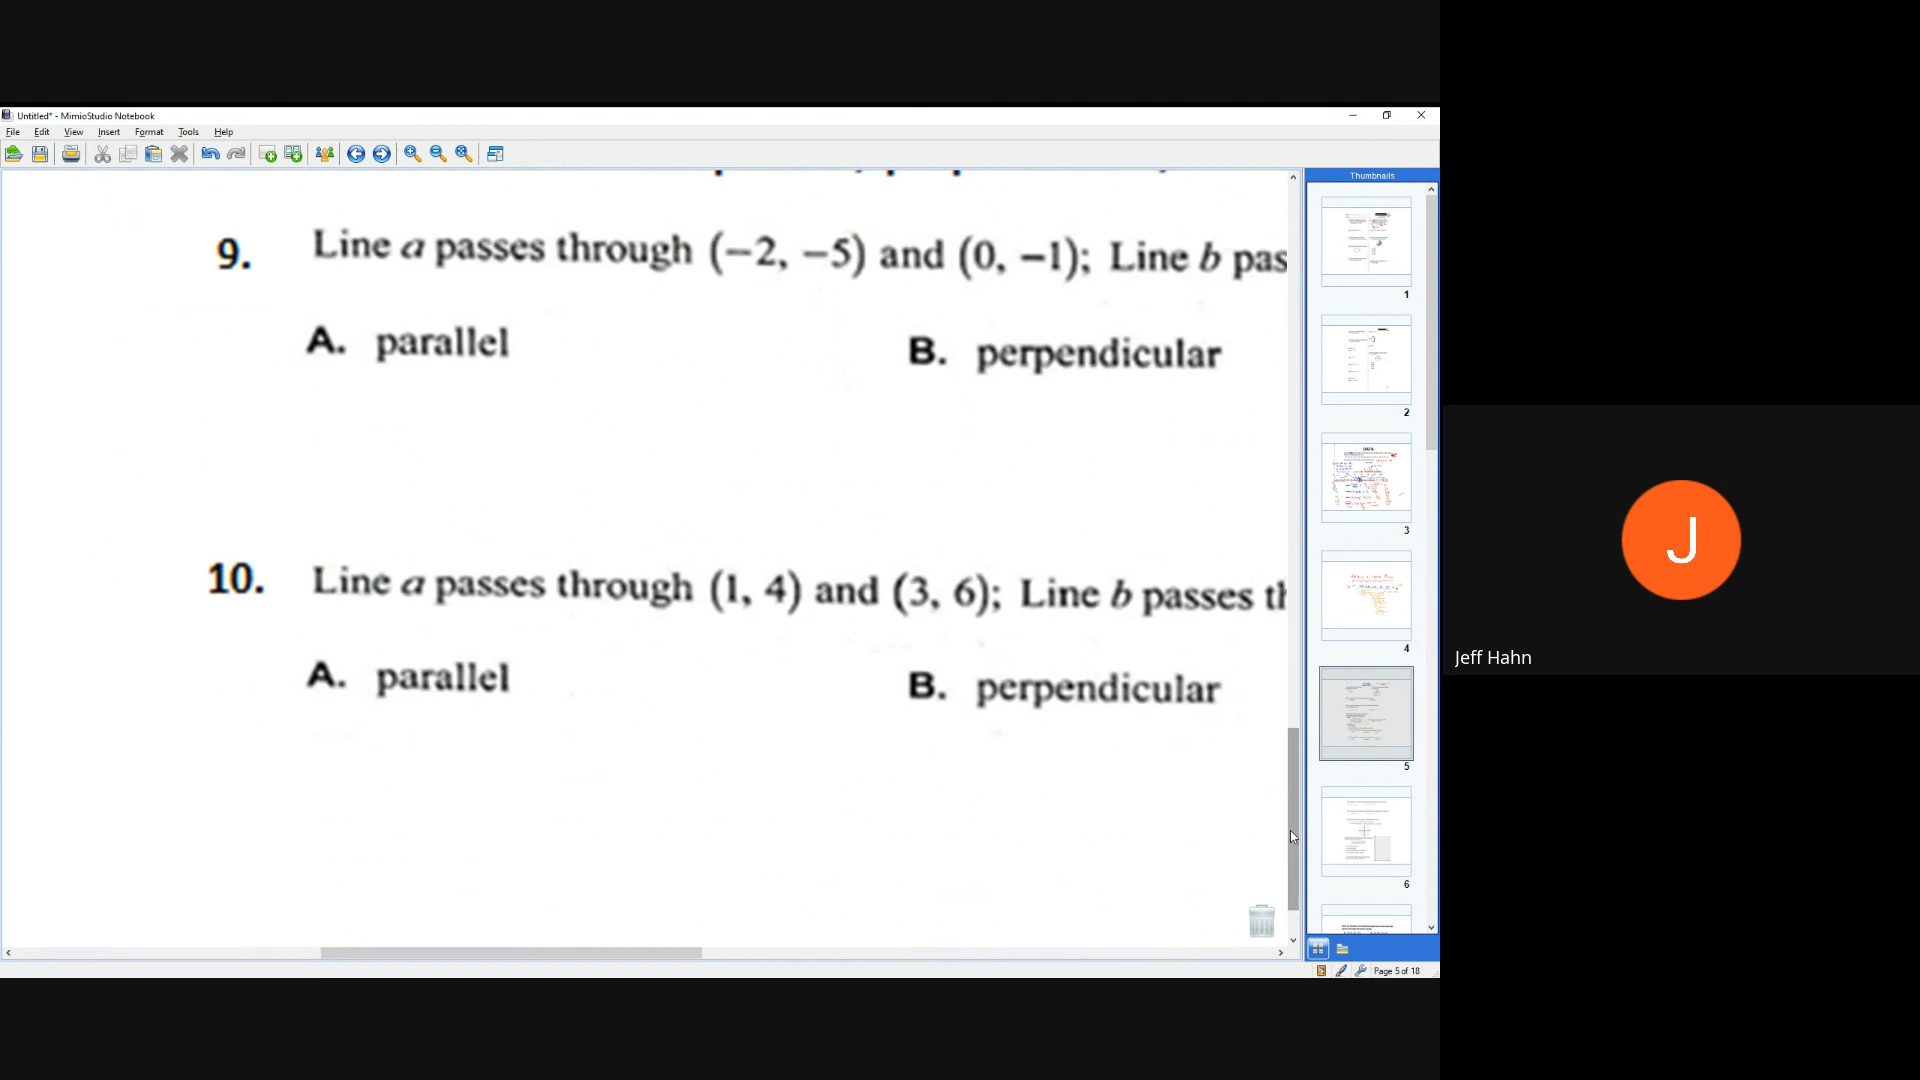 Untitled* - MimioStudio Notebook
File Edit View Insert Format Tools Help
Thumbnails
9. Line a passes through (−2, −5) and (0, −1); Line b pas
A. parallel B. perpendicular
10. Line a passes through (1, 4) and (3, 6); Line b passes th
A. parallel B. perpendicular
1
2
DATA
3
4
5
6
Page 5 of 18
J
Jeff Hahn